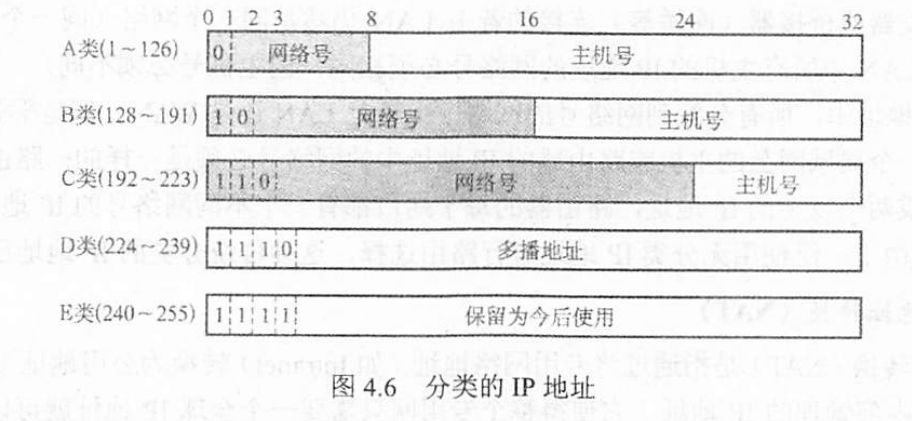 0 1 2 3 8 16 24 32
A类(1~126) 0 网络号 主机号
B类(128~191) 1 0 网络号 主机号
C类(192~223) 1 1 0 网络号 主机号
D类(224~239) 1 1 1 0 多播地址
E类(240~255) 1 1 1 1 保留为今后使用
图 4.6 分类的 IP 地址